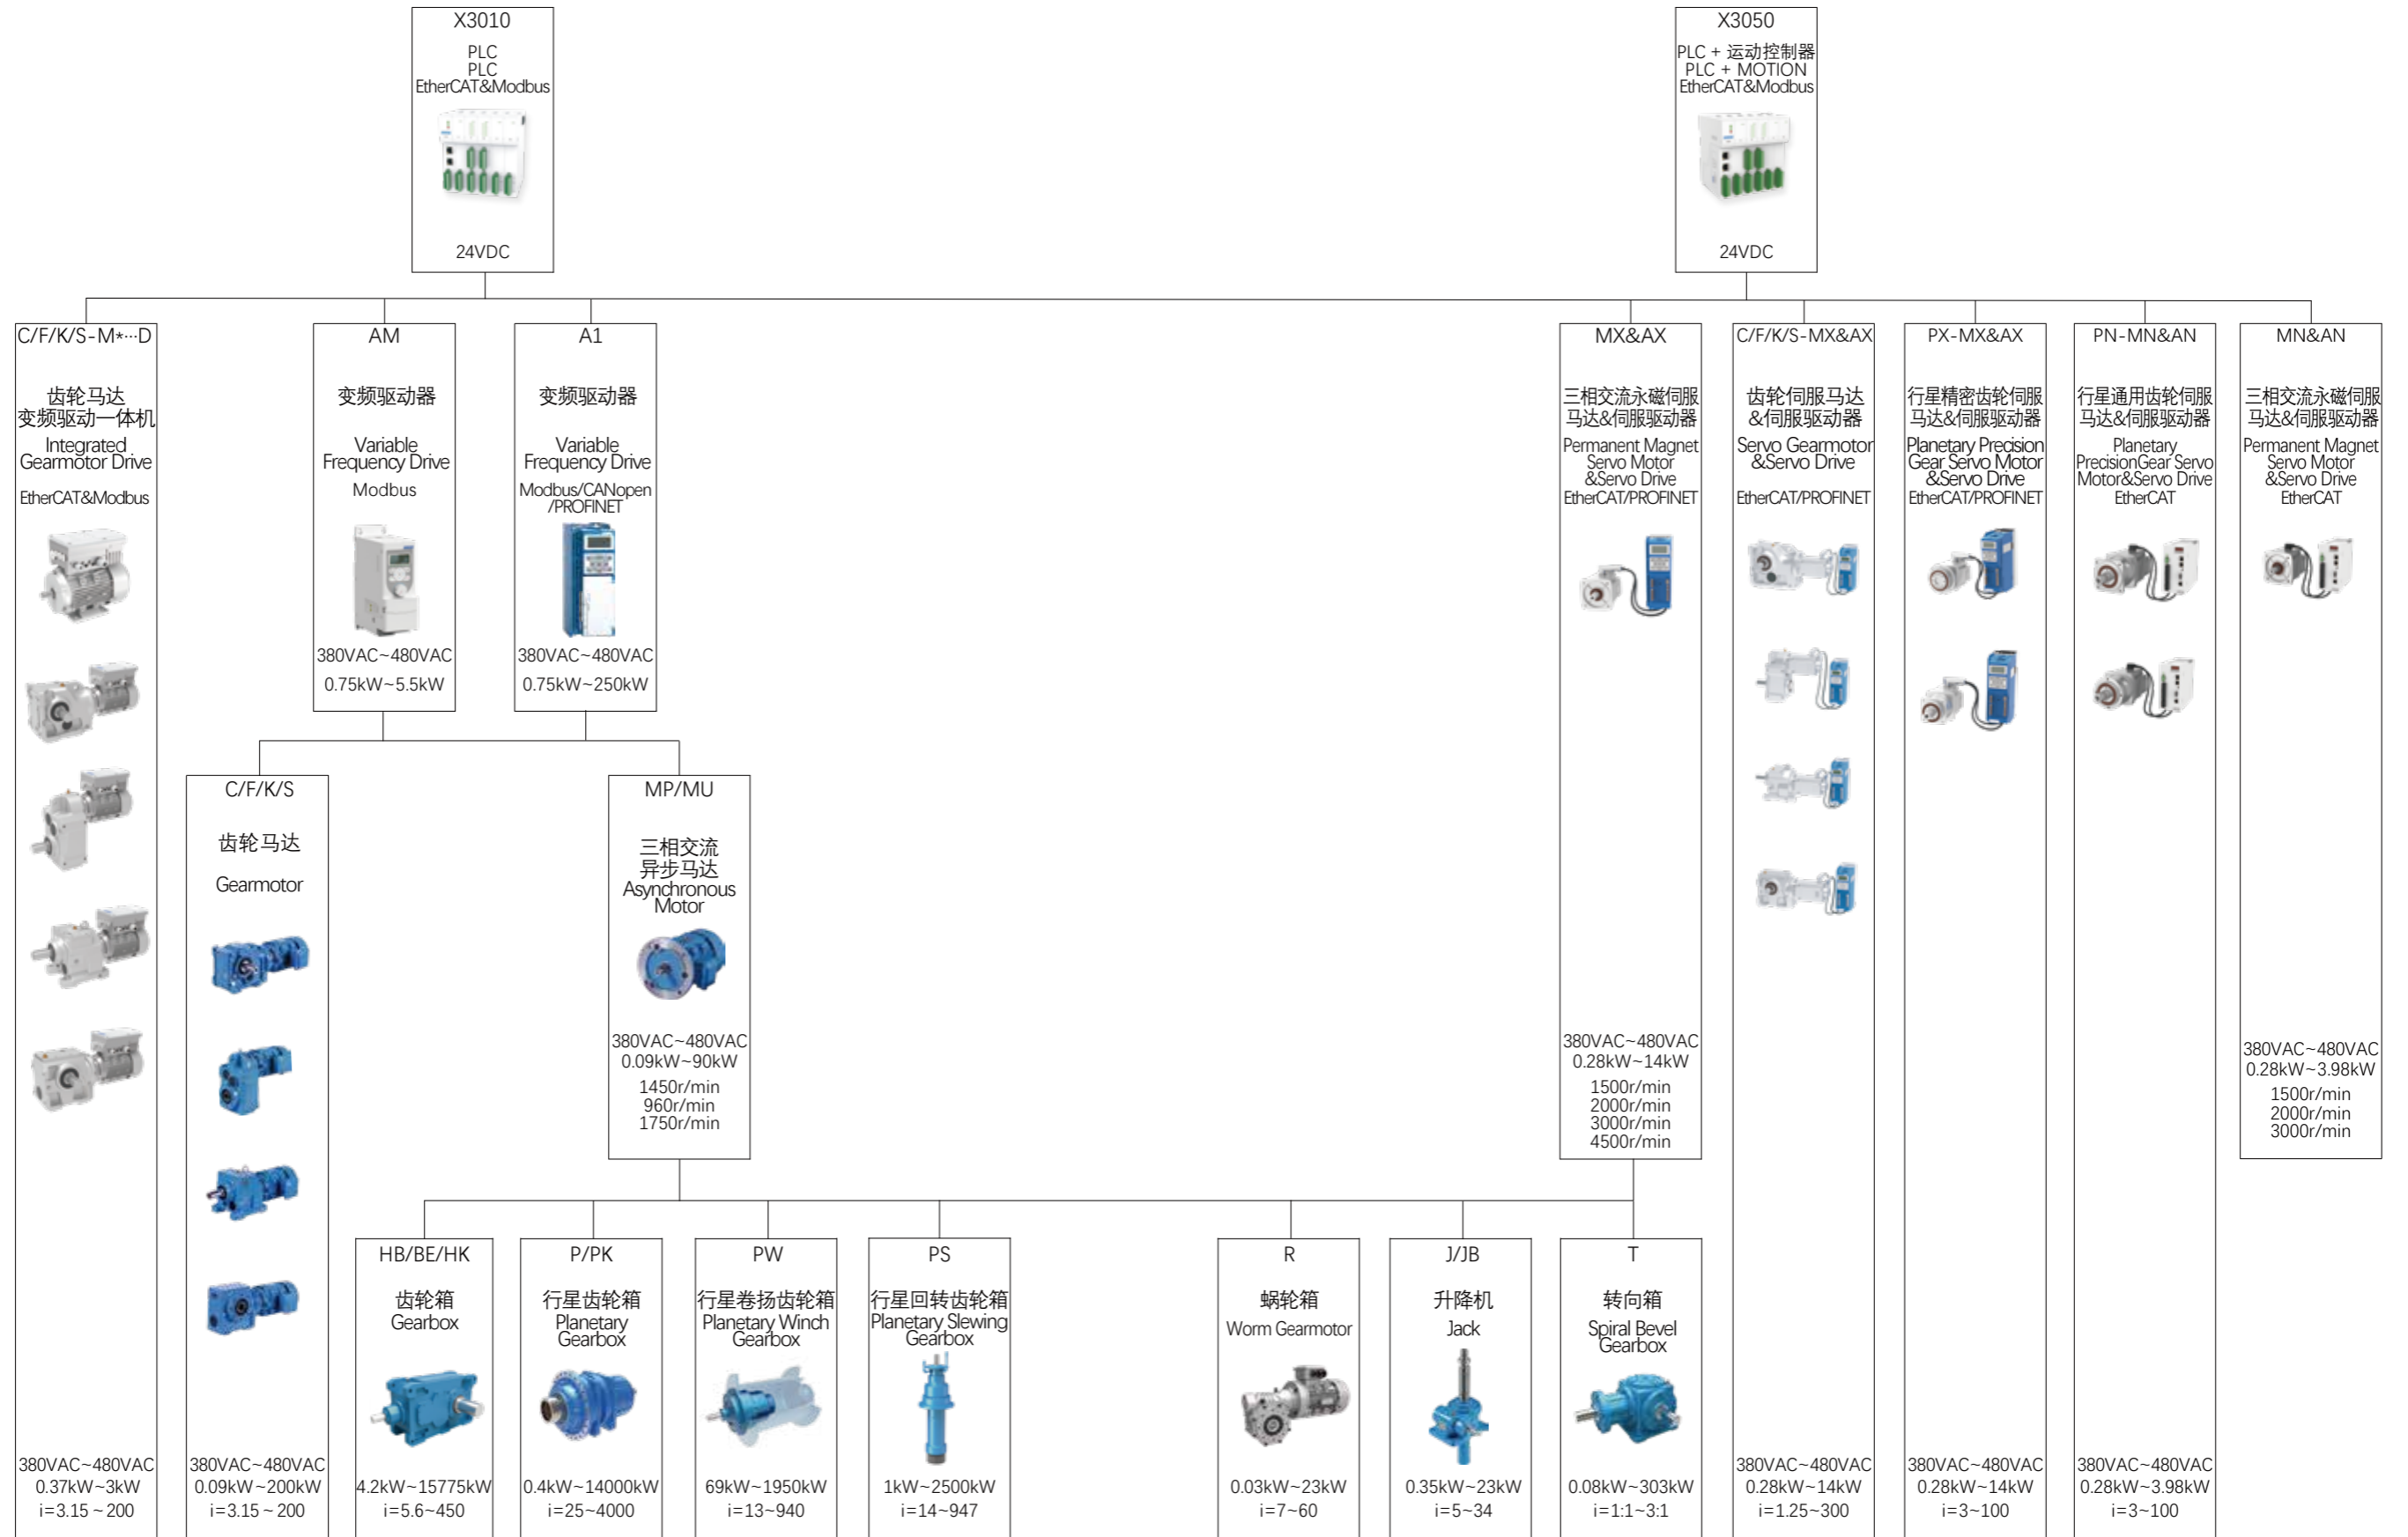 X3010
PLC
PLC
EtherCAT&Modbus
24VDC
X3050
PLC + 运动控制器
PLC + MOTION
EtherCAT&Modbus
24VDC
C/F/K/S-M*···D
齿轮马达
变频驱动一体机
Integrated
Gearmotor Drive
EtherCAT&Modbus
380VAC~480VAC
0.37kW~3kW
i=3.15 ~ 200
AM
变频驱动器
Variable
Frequency Drive
Modbus
380VAC~480VAC
0.75kW~5.5kW
A1
变频驱动器
Variable
Frequency Drive
Modbus/CANopen
/PROFINET
380VAC~480VAC
0.75kW~250kW
MX&AX
三相交流永磁伺服
马达&伺服驱动器
Permanent Magnet
Servo Motor
&Servo Drive
EtherCAT/PROFINET
380VAC~480VAC
0.28kW~14kW
1500r/min
2000r/min
3000r/min
4500r/min
C/F/K/S-MX&AX
齿轮伺服马达
&伺服驱动器
Servo Gearmotor
&Servo Drive
EtherCAT/PROFINET
380VAC~480VAC
0.28kW~14kW
i=1.25~300
PX-MX&AX
行星精密齿轮伺服
马达&伺服驱动器
Planetary Precision
Gear Servo Motor
&Servo Drive
EtherCAT/PROFINET
380VAC~480VAC
0.28kW~14kW
i=3~100
PN-MN&AN
行星通用齿轮伺服
马达&伺服驱动器
Planetary
PrecisionGear Servo
Motor&Servo Drive
EtherCAT
380VAC~480VAC
0.28kW~3.98kW
i=3~100
MN&AN
三相交流永磁伺服
马达&伺服驱动器
Permanent Magnet
Servo Motor
&Servo Drive
EtherCAT
380VAC~480VAC
0.28kW~3.98kW
1500r/min
2000r/min
3000r/min
C/F/K/S
齿轮马达
Gearmotor
380VAC~480VAC
0.09kW~200kW
i=3.15 ~ 200
MP/MU
三相交流
异步马达
Asynchronous
Motor
380VAC~480VAC
0.09kW~90kW
1450r/min
960r/min
1750r/min
HB/BE/HK
齿轮箱
Gearbox
4.2kW~15775kW
i=5.6~450
P/PK
行星齿轮箱
Planetary
Gearbox
0.4kW~14000kW
i=25~4000
PW
行星卷扬齿轮箱
Planetary Winch
Gearbox
69kW~1950kW
i=13~940
PS
行星回转齿轮箱
Planetary Slewing
Gearbox
1kW~2500kW
i=14~947
R
蜗轮箱
Worm Gearmotor
0.03kW~23kW
i=7~60
J/JB
升降机
Jack
0.35kW~23kW
i=5~34
T
转向箱
Spiral Bevel
Gearbox
0.08kW~303kW
i=1:1~3:1